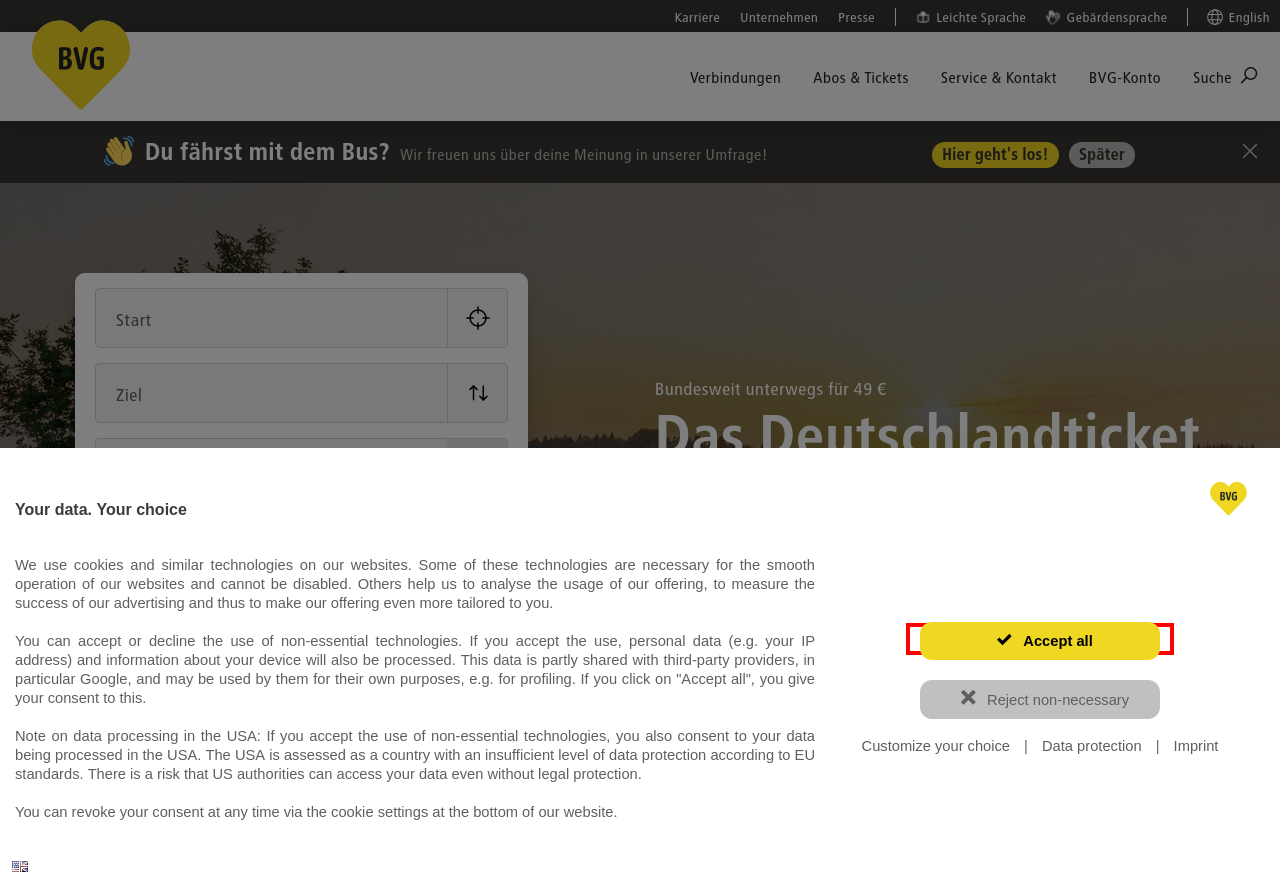 Karriere Unternehmen Presse Leichte Sprache Gebärdensprache English
BVG
Verbindungen Abos & Tickets Service & Kontakt BVG-Konto Suche
Du fährst mit dem Bus? Wir freuen uns über deine Meinung in unserer Umfrage! Hier geht's los! Später
Start
Ziel
Bundesweit unterwegs für 49 €
Das Deutschlandticket
BVG
Your data. Your choice
We use cookies and similar technologies on our websites. Some of these technologies are necessary for the smooth
operation of our websites and cannot be disabled. Others help us to analyse the usage of our offering, to measure the
success of our advertising and thus to make our offering even more tailored to you.
You can accept or decline the use of non-essential technologies. If you accept the use, personal data (e.g. your IP
address) and information about your device will also be processed. This data is partly shared with third-party providers, in
particular Google, and may be used by them for their own purposes, e.g. for profiling. If you click on "Accept all", you give
your consent to this.
Note on data processing in the USA: If you accept the use of non-essential technologies, you also consent to your data
being processed in the USA. The USA is assessed as a country with an insufficient level of data protection according to EU
standards. There is a risk that US authorities can access your data even without legal protection.
You can revoke your consent at any time via the cookie settings at the bottom of our website.
Accept all
Reject non-necessary
Customize your choice | Data protection | Imprint